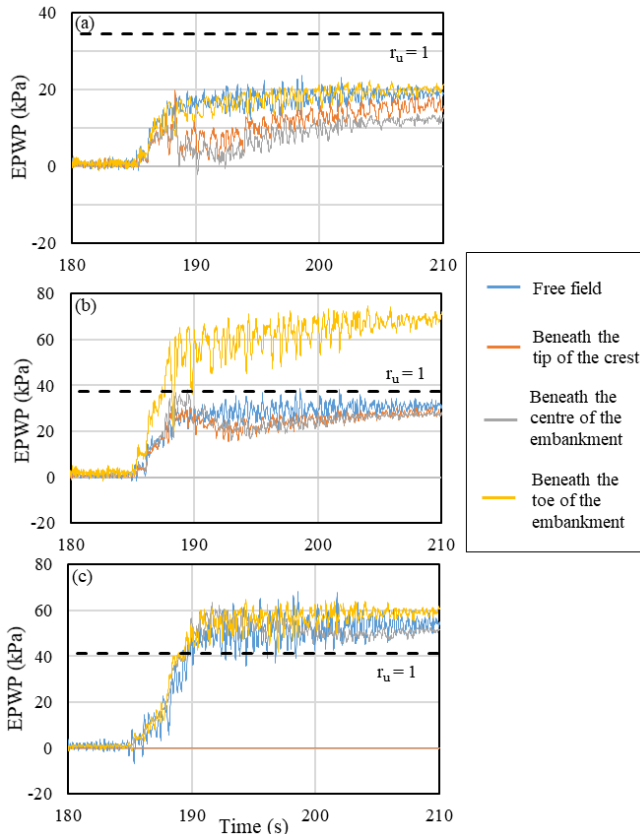 (a)
40
20
0
-20
EPWP (kPa)
r_u = 1
180
190
200
210
(b)
80
60
40
20
0
-20
EPWP (kPa)
r_u = 1
180
190
200
210
Free field
Beneath the
tip of the crest
Beneath the
centre of the
embankment
Beneath the
toe of the
embankment
(c)
80
60
40
20
0
-20
EPWP (kPa)
r_u = 1
180
190
200
210
Time (s)